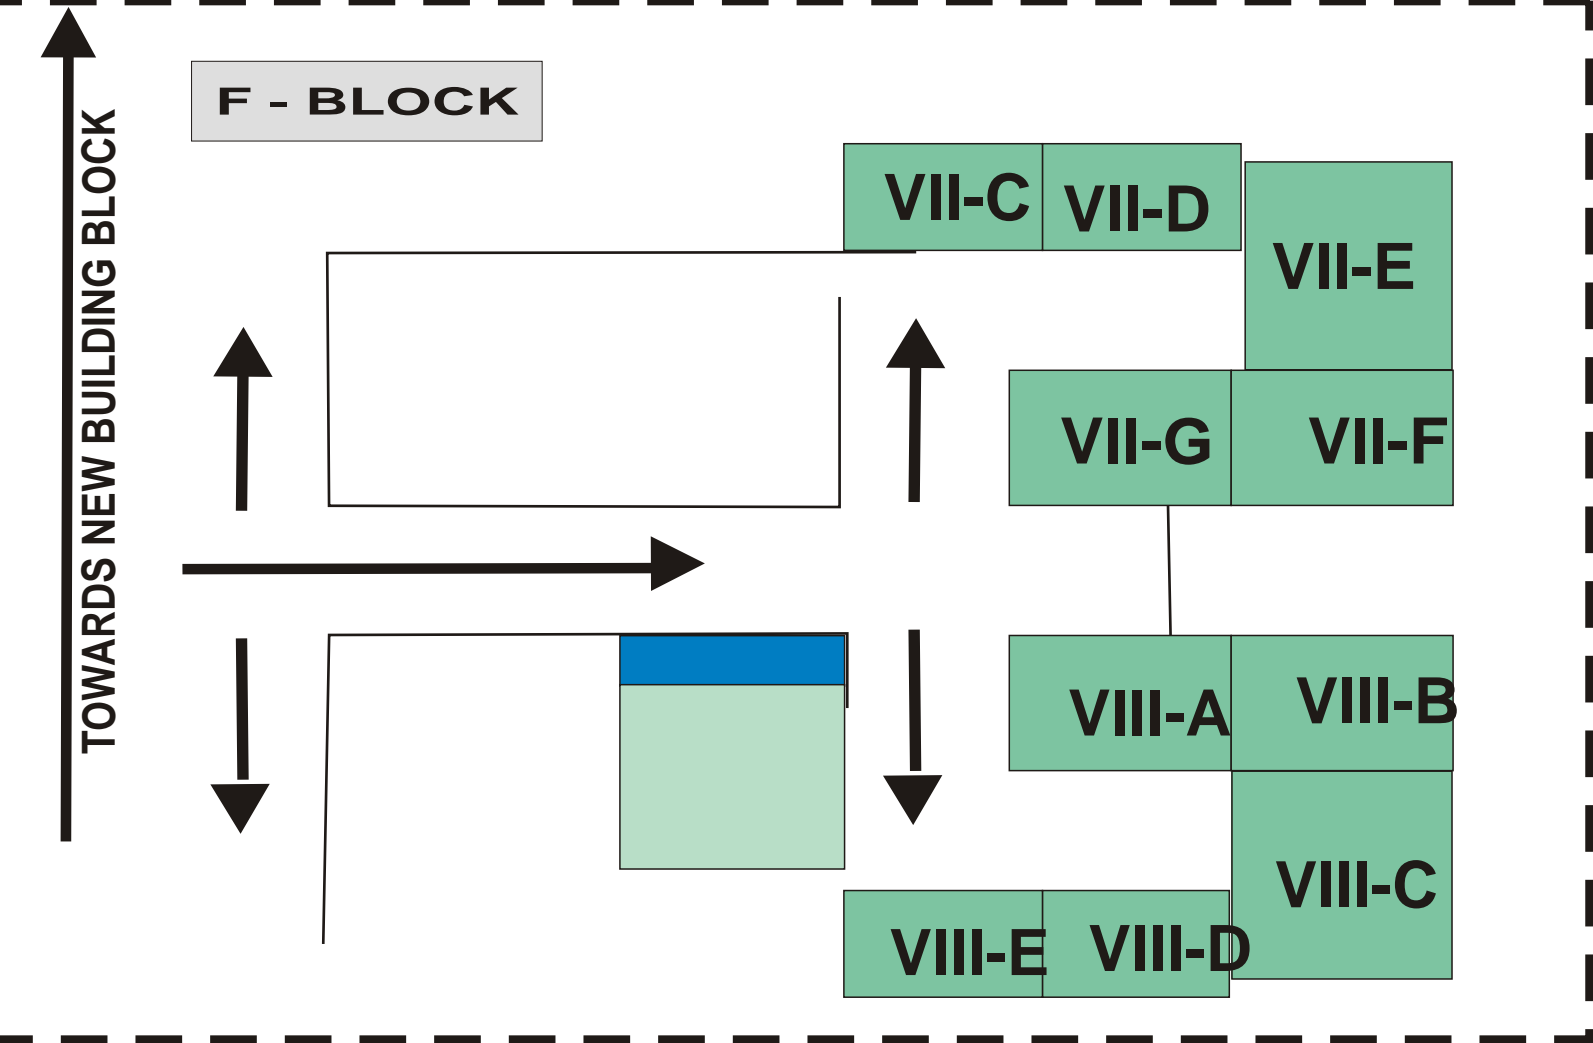 TOWARDS NEW BUILDING BLOCK
F - BLOCK
VII-C
VII-D
VII-E
VII-G
VII-F
VIII-A
VIII-B
VIII-C
VIII-E
VIII-D